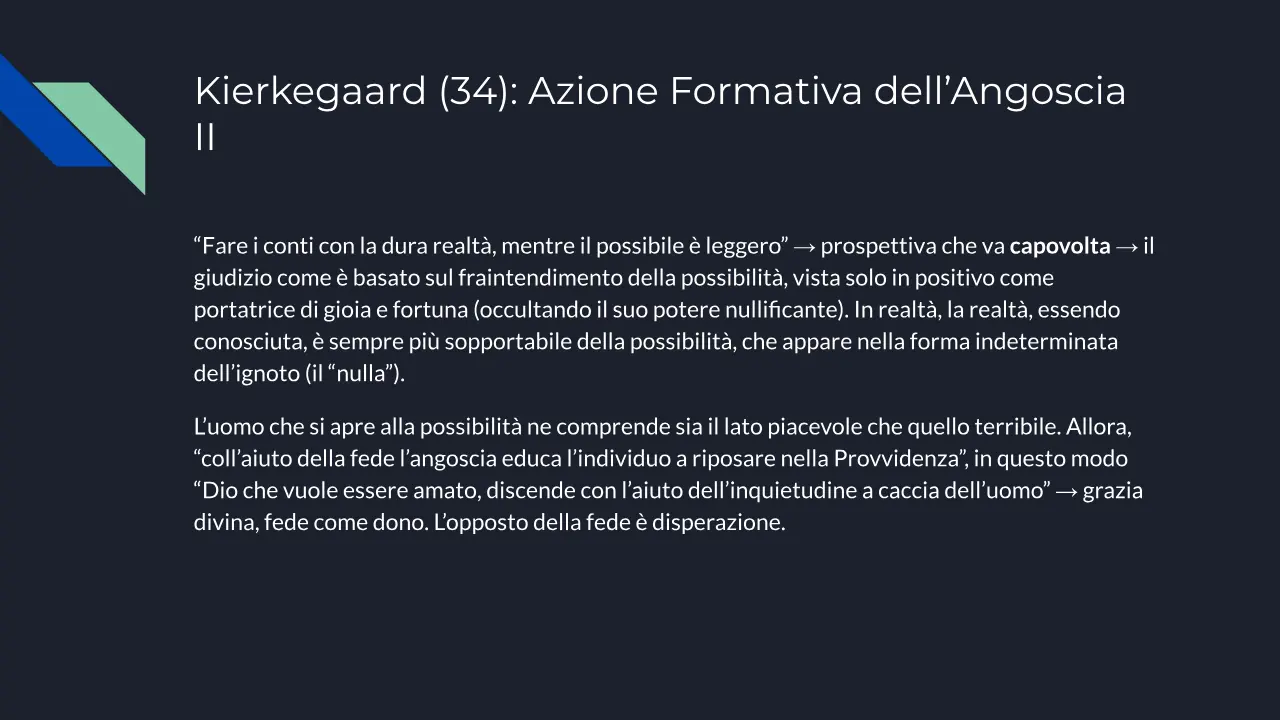 Kierkegaard (34): Azione Formativa dell’Angoscia
II
“Fare i conti con la dura realtà, mentre il possibile è leggero” → prospettiva che va capovolta → il
giudizio come è basato sul fraintendimento della possibilità, vista solo in positivo come
portatrice di gioia e fortuna (occultando il suo potere nullificante). In realtà, la realtà, essendo
conosciuta, è sempre più sopportabile della possibilità, che appare nella forma indeterminata
dell’ignoto (il “nulla”).
L’uomo che si apre alla possibilità ne comprende sia il lato piacevole che quello terribile. Allora,
“coll’aiuto della fede l’angoscia educa l’individuo a riposare nella Provvidenza”, in questo modo
“Dio che vuole essere amato, discende con l’aiuto dell’inquietudine a caccia dell’uomo” → grazia
divina, fede come dono. L’opposto della fede è disperazione.